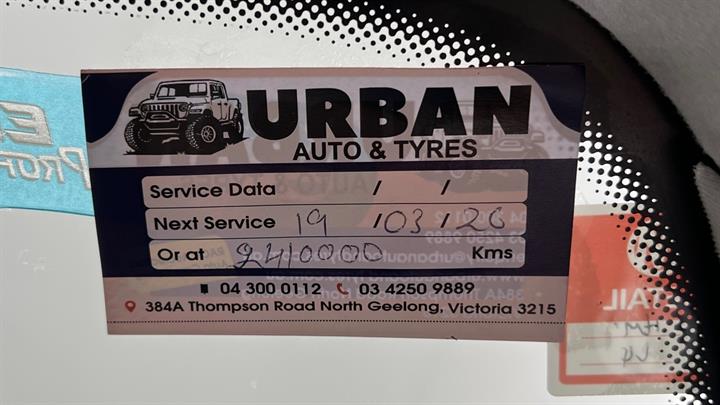 URBAN
AUTO & TYRES
Service Data / /
Next Service 19 / 03 / 26
Or at 240000 Kms
04 300 0112 03 4250 9889
384A Thompson Road North Geelong, Victoria 3215
TAIL